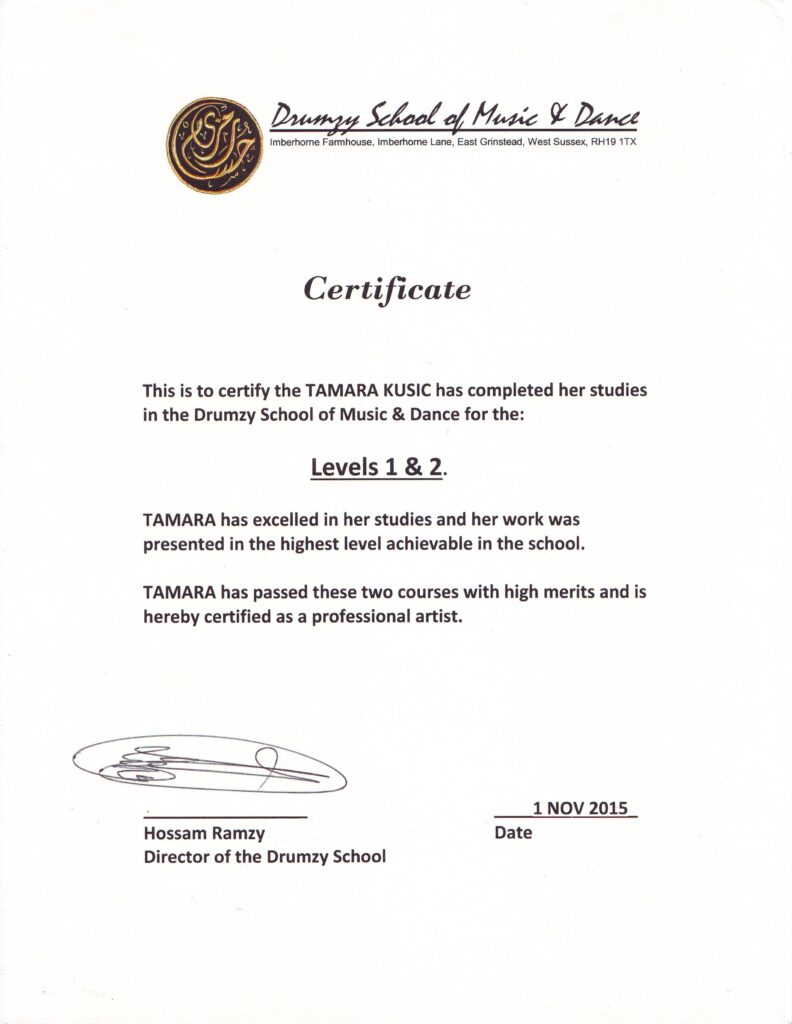 Drumzy School of Music & Dance
Imberhorne Farmhouse, Imberhorne Lane, East Grinstead, West Sussex, RH19 1TX
Certificate
This is to certify the TAMARA KUSIC has completed her studies
in the Drumzy School of Music & Dance for the:
Levels 1 & 2.
TAMARA has excelled in her studies and her work was
presented in the highest level achievable in the school.
TAMARA has passed these two courses with high merits and is
hereby certified as a professional artist.
1 NOV 2015
Hossam Ramzy
Date
Director of the Drumzy School